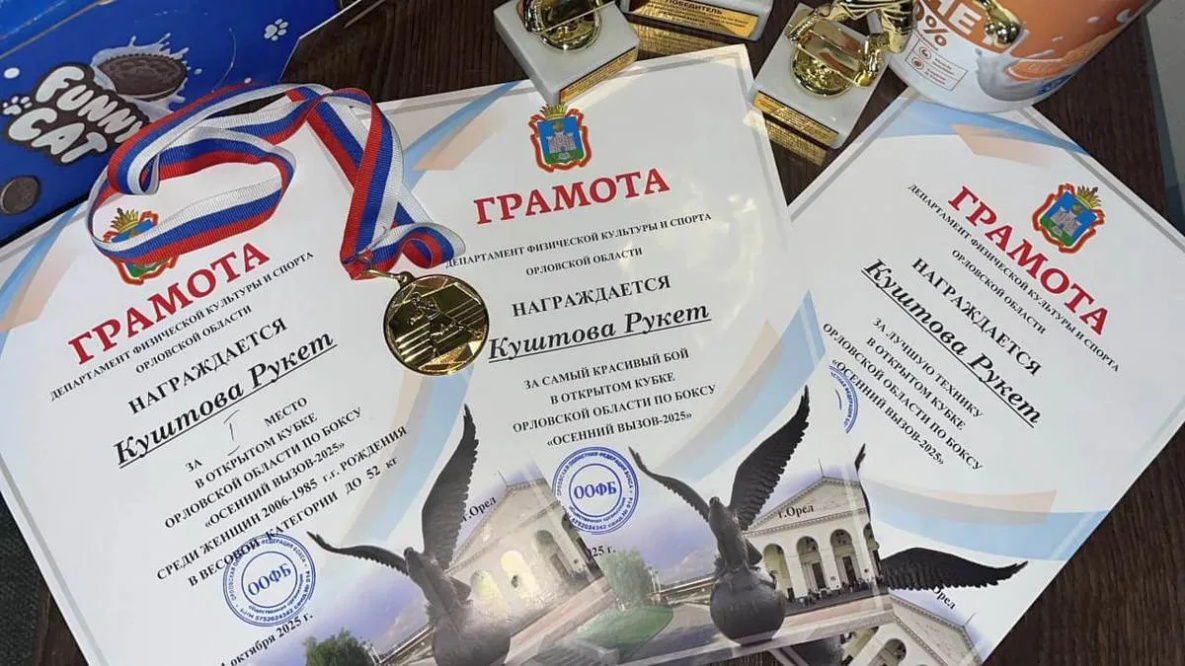 FUNNY
CAT
ПОБЕДИТЕЛЬ
ГРАМОТА
ДЕПАРТАМЕНТ ФИЗИЧЕСКОЙ КУЛЬТУРЫ И СПОРТА
ОРЛОВСКОЙ ОБЛАСТИ
НАГРАЖДАЕТСЯ
Куштова Рукет
ЗА I МЕСТО
В ОТКРЫТОМ КУБКЕ
ОРЛОВСКОЙ ОБЛАСТИ ПО БОКСУ
«ОСЕННИЙ ВЫЗОВ-2025»
СРЕДИ ЖЕНЩИН 2006-1985 г.г. РОЖДЕНИЯ
В ВЕСОВОЙ КАТЕГОРИИ ДО 52 кг
ООФБ
октября 2025 г.
г.Орел
ГРАМОТА
ДЕПАРТАМЕНТ ФИЗИЧЕСКОЙ КУЛЬТУРЫ И СПОРТА
ОРЛОВСКОЙ ОБЛАСТИ
НАГРАЖДАЕТСЯ
Куштова Рукет
ЗА САМЫЙ КРАСИВЫЙ БОЙ
В ОТКРЫТОМ КУБКЕ
ОРЛОВСКОЙ ОБЛАСТИ ПО БОКСУ
«ОСЕННИЙ ВЫЗОВ-2025»
ООФБ
25 г.
г.Орел
ГРАМОТА
ДЕПАРТАМЕНТ ФИЗИЧЕСКОЙ КУЛЬТУРЫ И СПОРТА
ОРЛОВСКОЙ ОБЛАСТИ
НАГРАЖДАЕТСЯ
Куштова Рукет
ЗА ЛУЧШУЮ ТЕХНИКУ
В ОТКРЫТОМ КУБКЕ
ОРЛОВСКОЙ ОБЛАСТИ ПО БОКСУ
«ОСЕННИЙ ВЫЗОВ-2025»
Орел